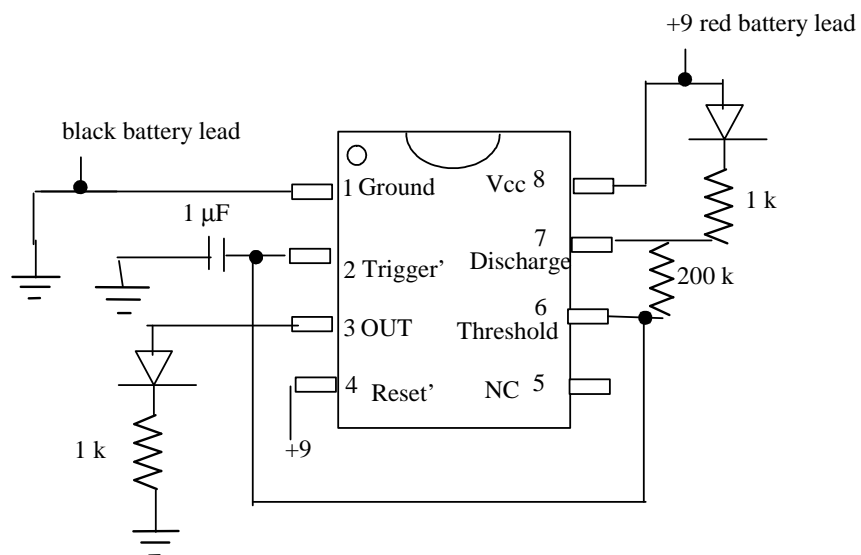 +9 red battery lead
black battery lead
1 Ground
Vcc 8
1 k
1 μF
7
Discharge
2 Trigger’
200 k
6
Threshold
3 OUT
4 Reset’
NC 5
1 k
+9